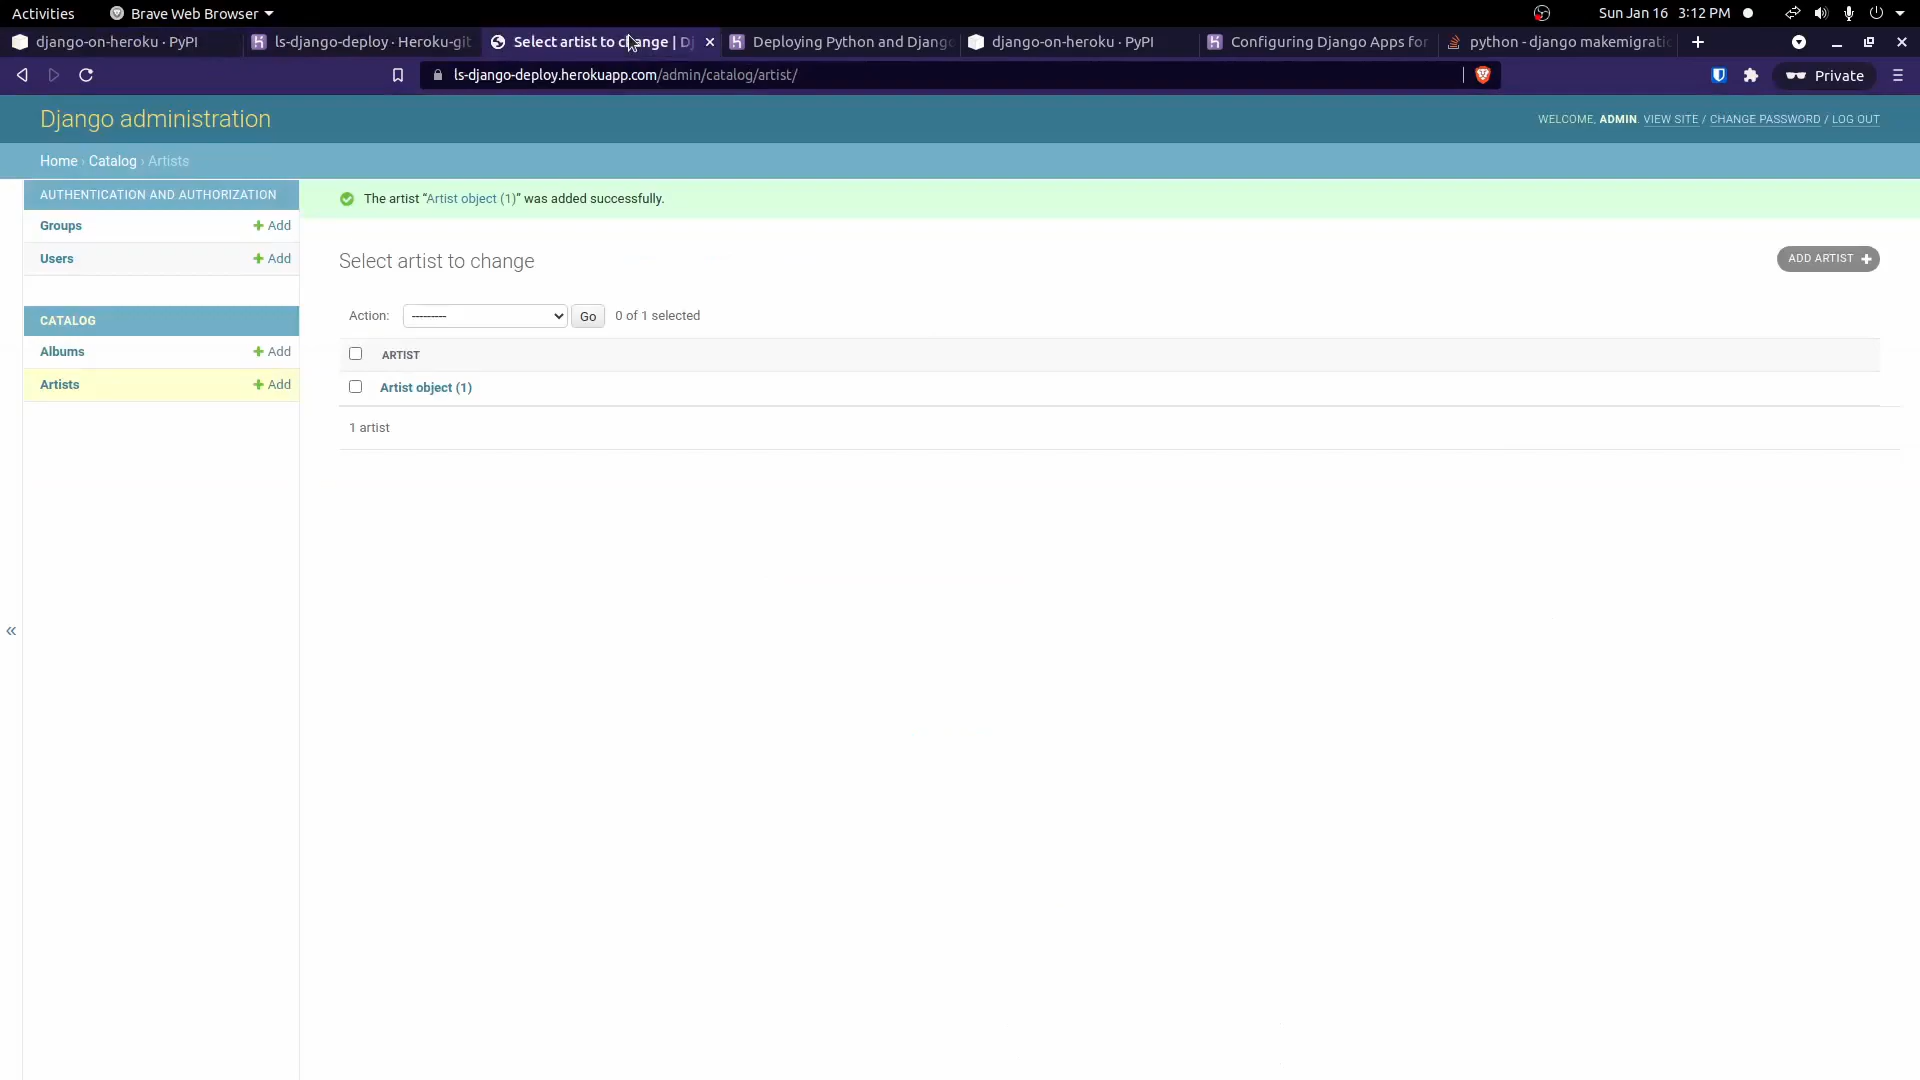 Activities Brave Web Browser Sun Jan 16 3:12 PM
django-on-heroku · PyPI ls-django-deploy · Heroku-git Select artist to change | Dj Deploying Python and Django django-on-heroku · PyPI Configuring Django Apps for python - django makemigratio
ls-django-deploy.herokuapp.com/admin/catalog/artist/ Private
Django administration WELCOME, ADMIN. VIEW SITE / CHANGE PASSWORD / LOG OUT
Home › Catalog › Artists
AUTHENTICATION AND AUTHORIZATION
Groups + Add
Users + Add
CATALOG
Albums + Add
Artists + Add
«
The artist “Artist object (1)” was added successfully.
Select artist to change
ADD ARTIST +
Action: --------- Go 0 of 1 selected
ARTIST
Artist object (1)
1 artist